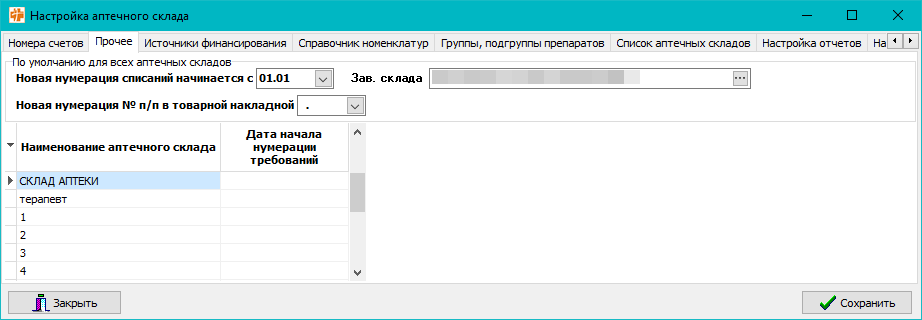 Настройка аптечного склада
Номера счетов Прочее Источники финансирования Справочник номенклатур Группы, подгруппы препаратов Список аптечных складов Настройка отчетов На
По умолчанию для всех аптечных складов
Новая нумерация списаний начинается с 01.01 Зав. склада ...
Новая нумерация № п/п в товарной накладной .
Наименование аптечного склада Дата начала
нумерации
требований
СКЛАД АПТЕКИ
терапевт
1
2
3
4
Закрыть Сохранить